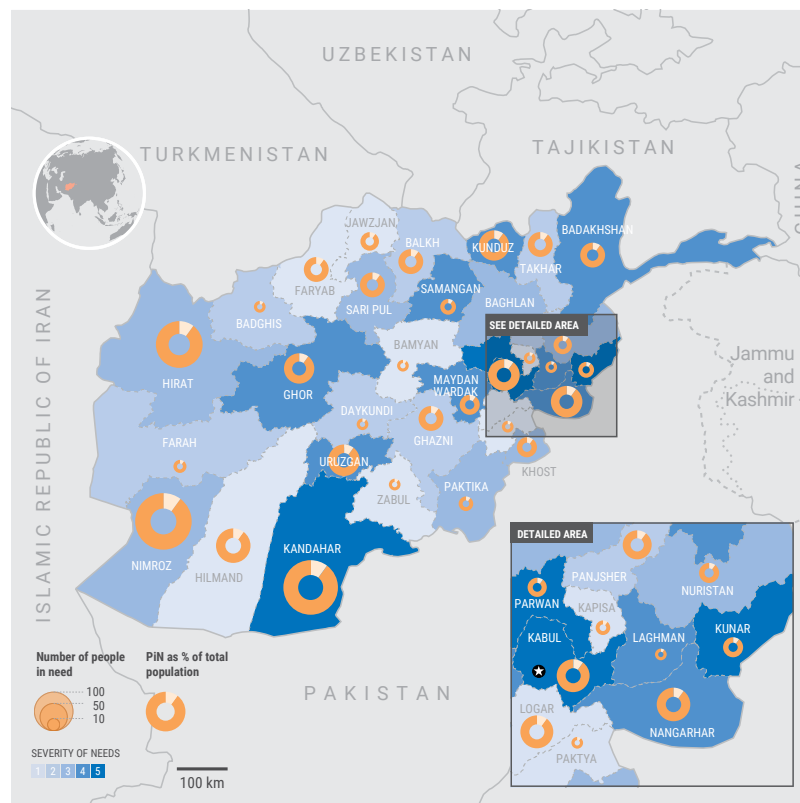 UZBEKISTAN
TURKMENISTAN
TAJIKISTAN
ISLAMIC REPUBLIC OF IRAN
PAKISTAN
Jammu
and
Kashmir
JAWZJAN
BALKH
KUNDUZ
BADAKHSHAN
TAKHAR
FARYAB
SARI PUL
SAMANGAN
BAGHLAN
BADGHIS
SEE DETAILED AREA
HIRAT
BAMYAN
GHOR
MAYDAN
WARDAK
DAYKUNDI
GHAZNI
FARAH
URUZGAN
KHOST
ZABUL
PAKTIKA
NIMROZ
HILMAND
KANDAHAR
DETAILED AREA
PANJSHER
NURISTAN
PARWAN
KAPISA
KABUL
LAGHMAN
KUNAR
LOGAR
NANGARHAR
PAKTYA
Number of people
in need
100
50
10
PiN as % of total
population
SEVERITY OF NEEDS
1 2 3 4 5
100 km